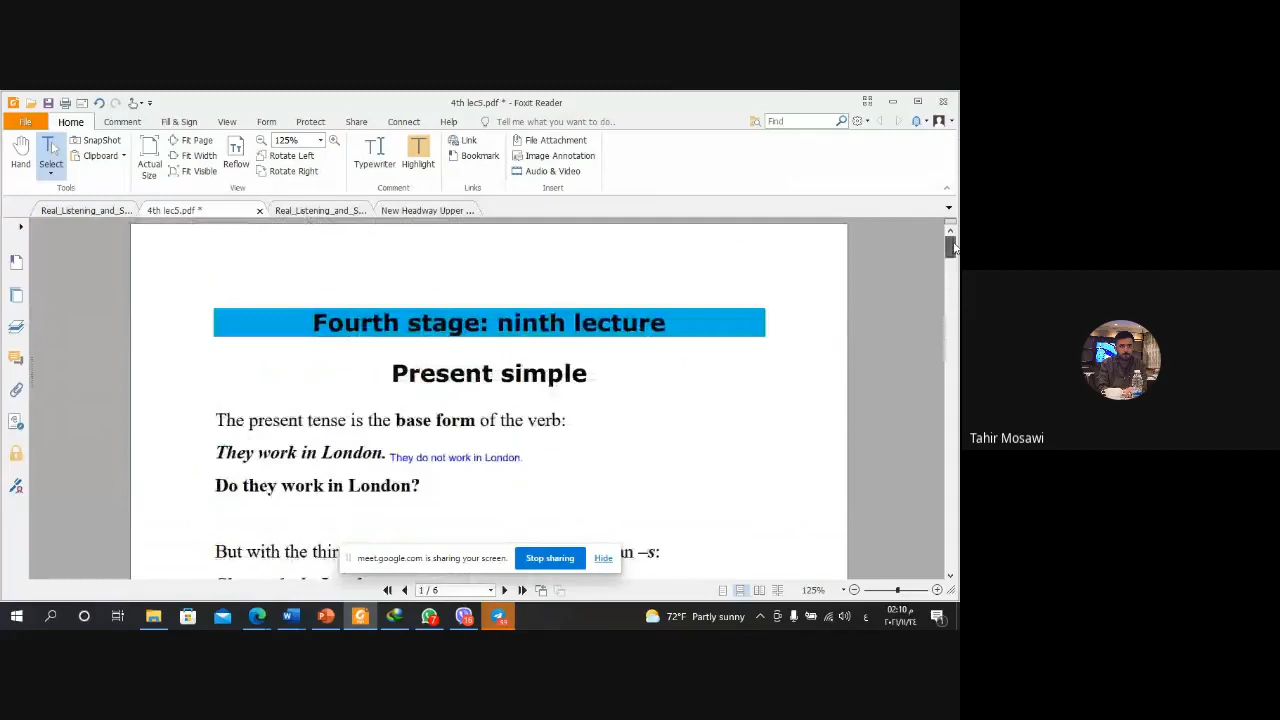 4th lec5.pdf * - Foxit Reader
File Home Comment Fill & Sign View Form Protect Share Connect Help Tell me what you want to do.. Find
Hand Select SnapShot Clipboard Actual Size Fit Page Fit Width Fit Visible Reflow 125% Rotate Left Rotate Right Typewriter Highlight Link Bookmark File Attachment Image Annotation Audio & Video
Tools View Comment Links Insert
Real_Listening_and_S... 4th lec5.pdf * Real_Listening_and_S... New Headway Upper ...
Fourth stage: ninth lecture
Present simple
The present tense is the base form of the verb:
They work in London. They do not work in London.
Do they work in London?
Tahir Mosawi
But with the thir
an –s:
meet.google.com is sharing your screen. Stop sharing Hide
1 / 6 125%
72°F Partly sunny ع 02:10 م
٢٠٢١/١١/٢٤